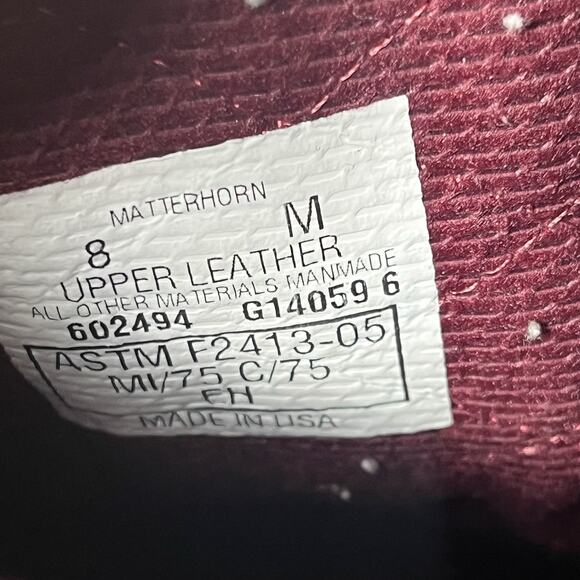 MATTERHORN
8 M
UPPER LEATHER
ALL OTHER MATERIALS MANMADE
602494 G14059 6
ASTM F2413-05
MI/75 C/75
EH
MADE IN USA